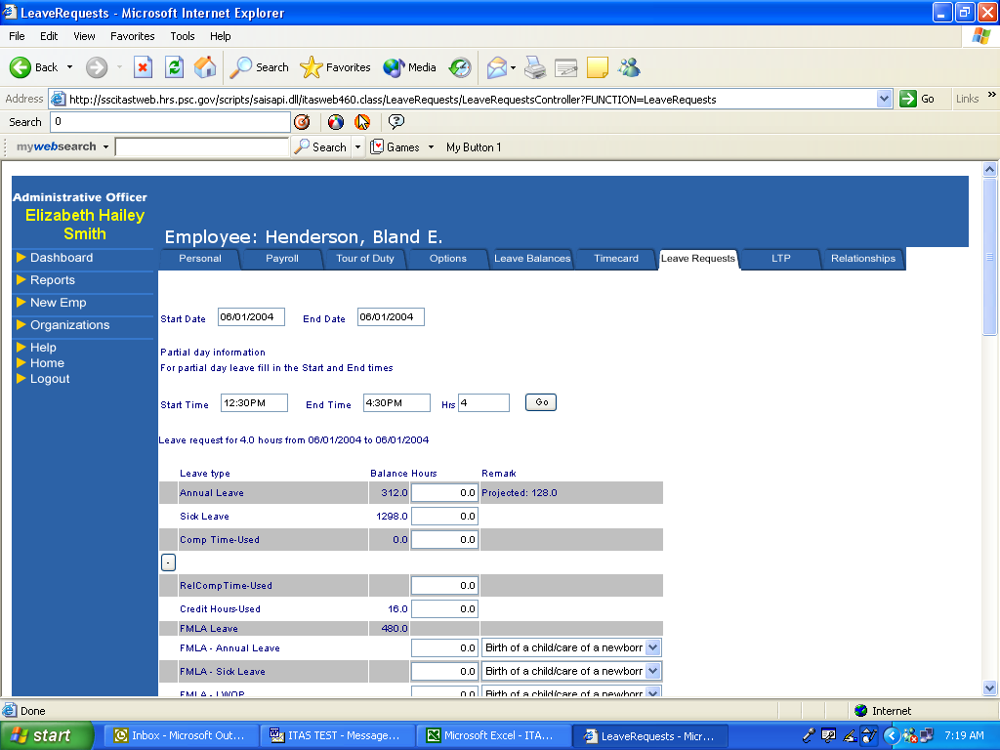 LeaveRequests - Microsoft Internet Explorer
File Edit View Favorites Tools Help
Back Search Favorites Media
Address http://sscitastweb.hrs.psc.gov/scripts/saisapi.dll/itasweb460.class/LeaveRequests/LeaveRequestsController?FUNCTION=LeaveRequests Go Links »
Search 0
mywebsearch Search Games My Button 1
Administrative Officer
Elizabeth Hailey
Smith
Employee: Henderson, Bland E.
Personal Payroll Tour of Duty Options Leave Balances Timecard Leave Requests LTP Relationships
Dashboard
Reports
New Emp
Organizations
Help
Home
Logout
Start Date 06/01/2004 End Date 06/01/2004
Partial day information
For partial day leave fill in the Start and End times
Start Time 12:30PM End Time 4:30PM Hrs 4 Go
Leave request for 4.0 hours from 06/01/2004 to 06/01/2004
Leave type Balance Hours Remark
Annual Leave 312.0 0.0 Projected: 128.0
Sick Leave 1298.0 0.0
Comp Time-Used 0.0 0.0
-
RelCompTime-Used 0.0
Credit Hours-Used 16.0 0.0
FMLA Leave 480.0
FMLA - Annual Leave 0.0 Birth of a child/care of a newborr
FMLA - Sick Leave 0.0 Birth of a child/care of a newborr
FMLA - LWOP 0.0 Birth of a child/care of a newborr
Done Internet
start Inbox - Microsoft Out... ITAS TEST - Message... Microsoft Excel - ITA... LeaveRequests - Micr... 7:19 AM